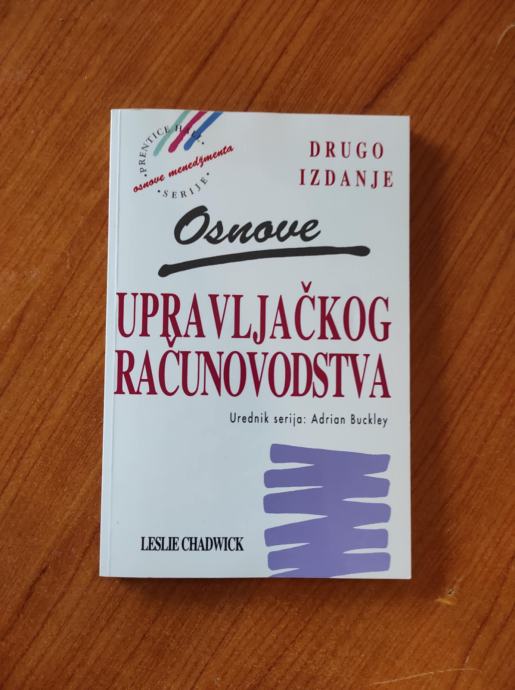 • PRENTICE HALL •
osnove menedžmenta
• SERIJE •
DRUGO
IZDANJE
Osnove
UPRAVLJAČKOG
RAČUNOVODSTVA
Urednik serija: Adrian Buckley
LESLIE CHADWICK